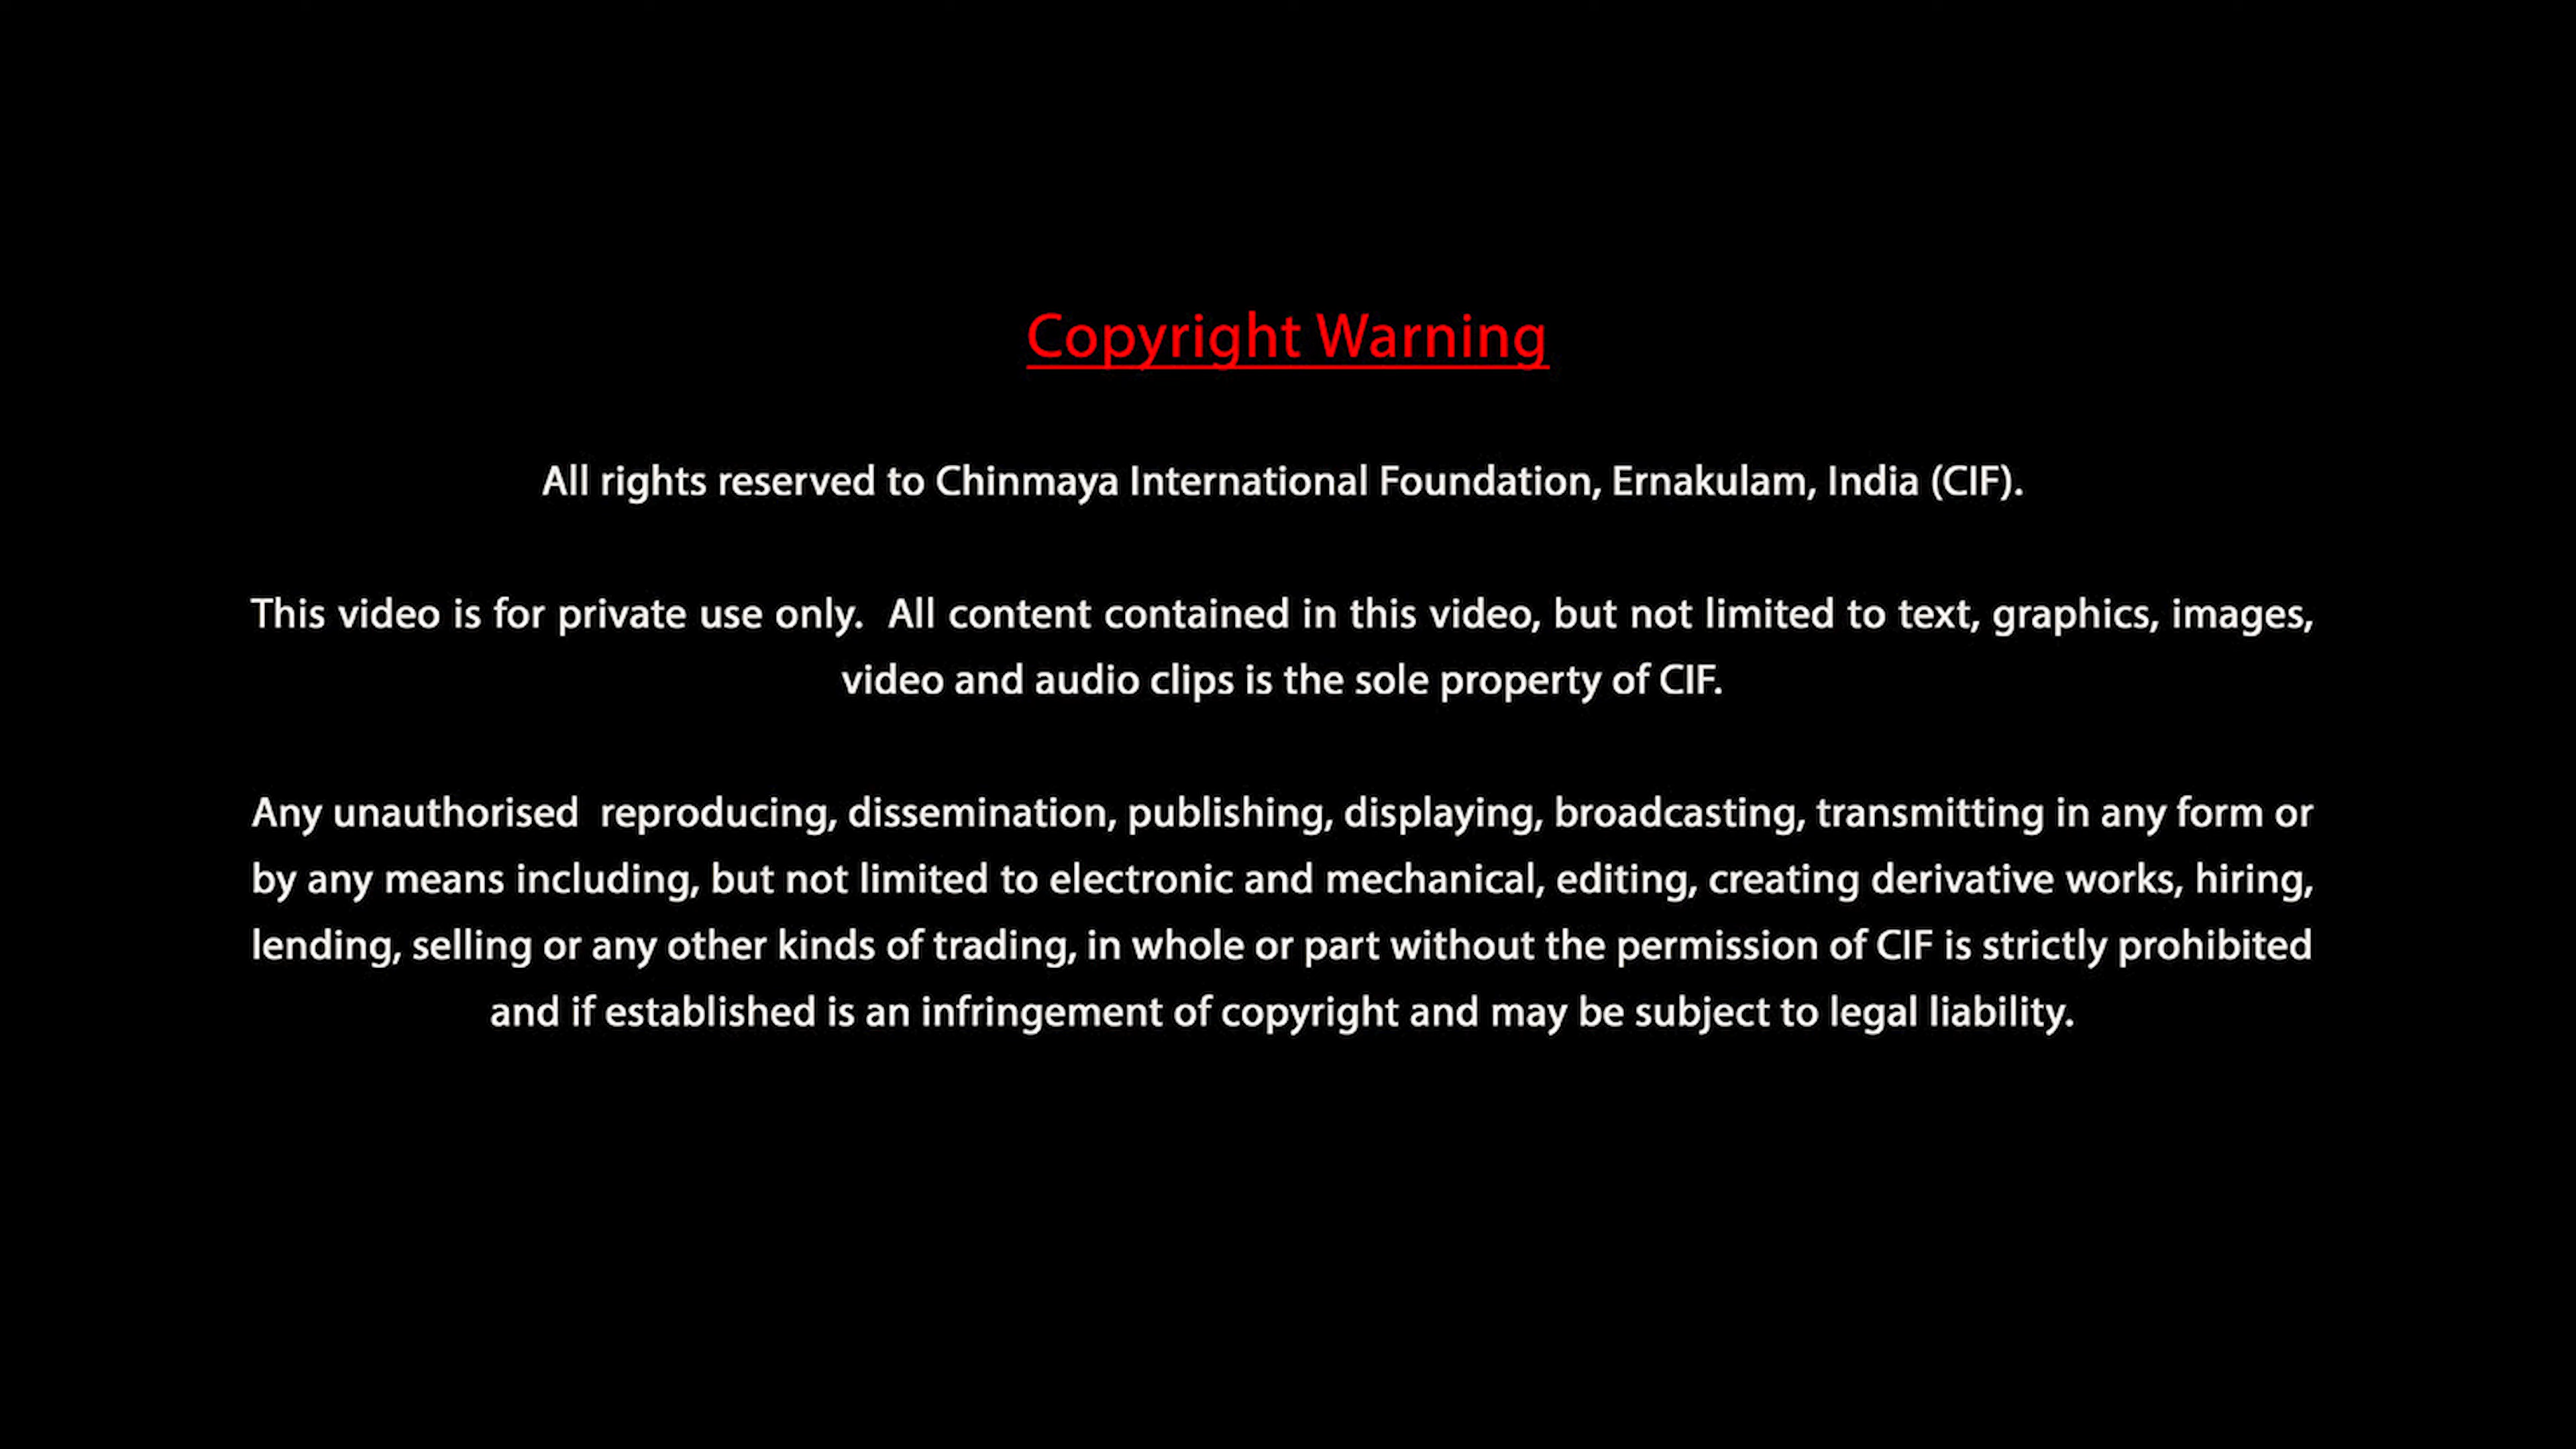 Copyright Warning
All rights reserved to Chinmaya International Foundation, Ernakulam, India (CIF).
This video is for private use only.  All content contained in this video, but not limited to text, graphics, images,
video and audio clips is the sole property of CIF.
Any unauthorised  reproducing, dissemination, publishing, displaying, broadcasting, transmitting in any form or
by any means including, but not limited to electronic and mechanical, editing, creating derivative works, hiring,
lending, selling or any other kinds of trading, in whole or part without the permission of CIF is strictly prohibited
and if established is an infringement of copyright and may be subject to legal liability.